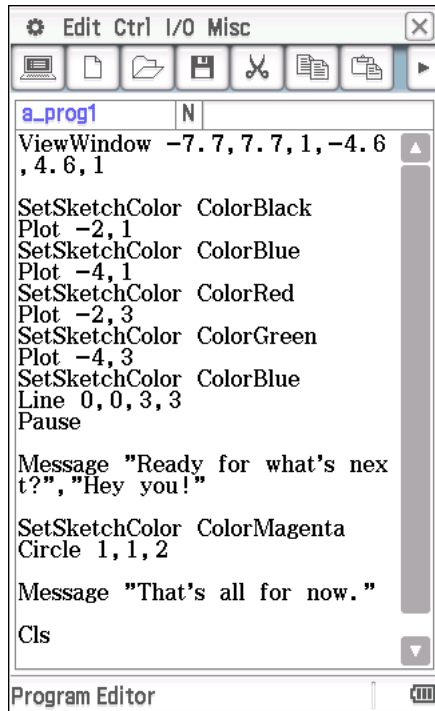 Edit Ctrl I/O Misc
a_prog1 N
ViewWindow -7.7,7.7,1,-4.6
,4.6,1
SetSketchColor ColorBlack
Plot -2,1
SetSketchColor ColorBlue
Plot -4,1
SetSketchColor ColorRed
Plot -2,3
SetSketchColor ColorGreen
Plot -4,3
SetSketchColor ColorBlue
Line 0,0,3,3
Pause
Message "Ready for what's nex
t?","Hey you!"
SetSketchColor ColorMagenta
Circle 1,1,2
Message "That's all for now."
Cls
Program Editor